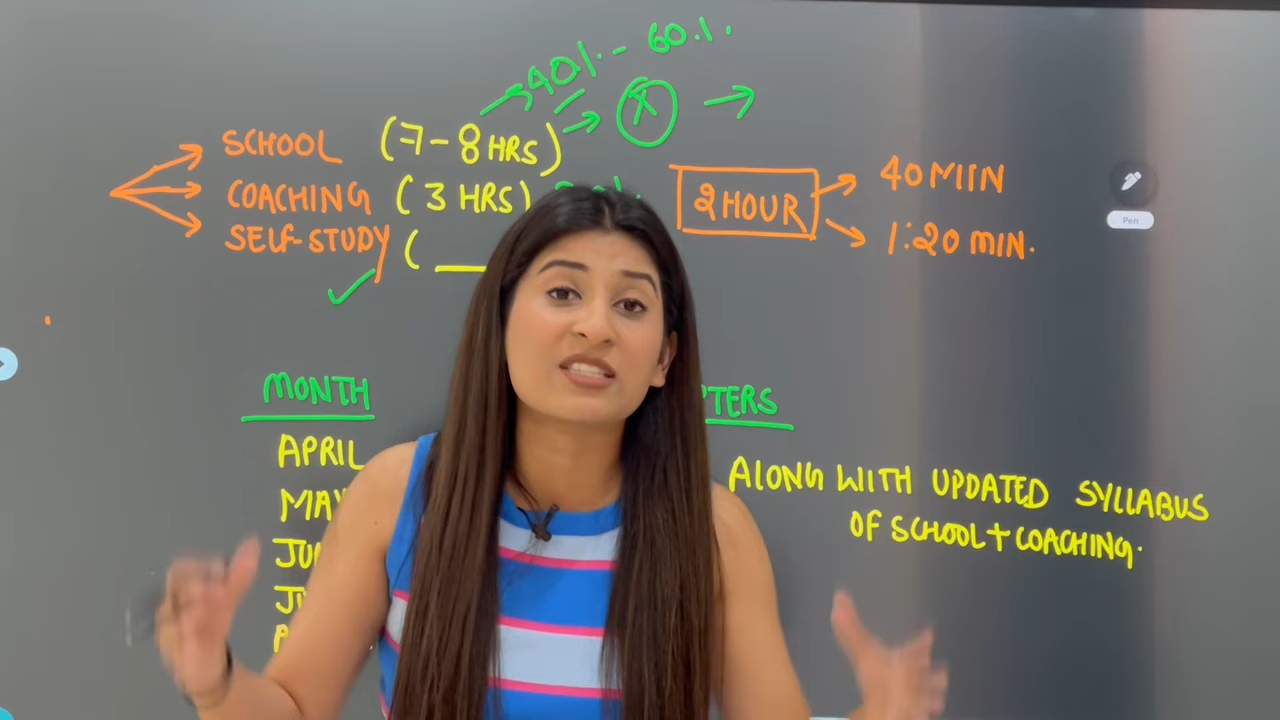 40%. - 60%.
SCHOOL (7-8 HRS) → X →
COACHING (3 HRS)
SELF-STUDY (
2 HOUR
40 MIN
1:20 MIN.
Pen
MONTH
APRIL
ALONG WITH UPDATED SYLLABUS
OF SCHOOL + COACHING.